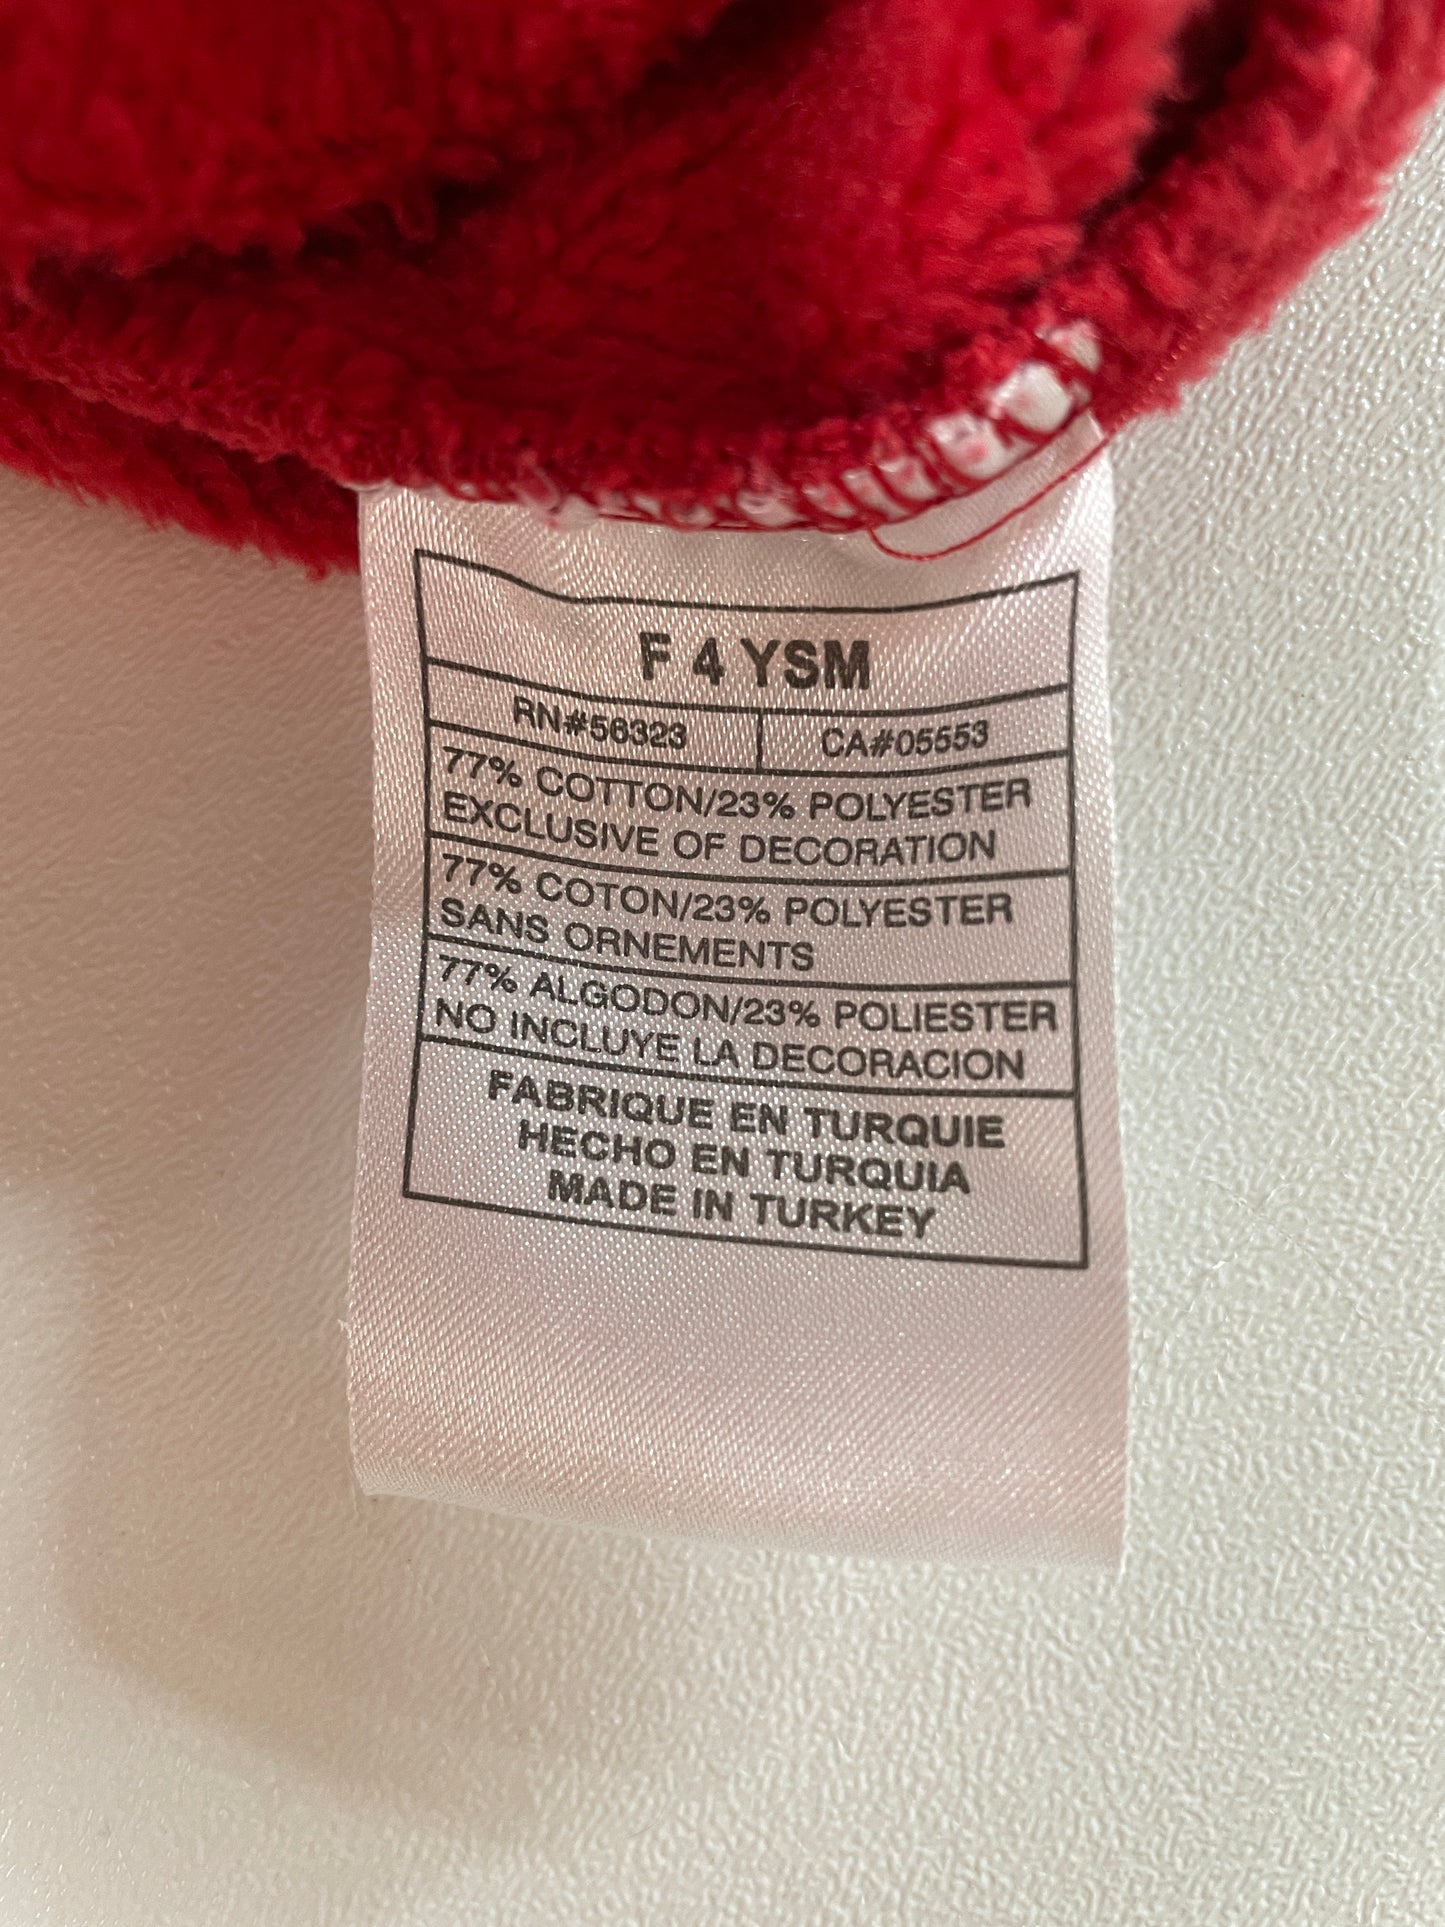 F 4 YSM
RN#56323 CA#05553
77% COTTON/23% POLYESTER
EXCLUSIVE OF DECORATION
77% COTON/23% POLYESTER
SANS ORNEMENTS
77% ALGODON/23% POLIESTER
NO INCLUYE LA DECORACION
FABRIQUE EN TURQUIE
HECHO EN TURQUIA
MADE IN TURKEY